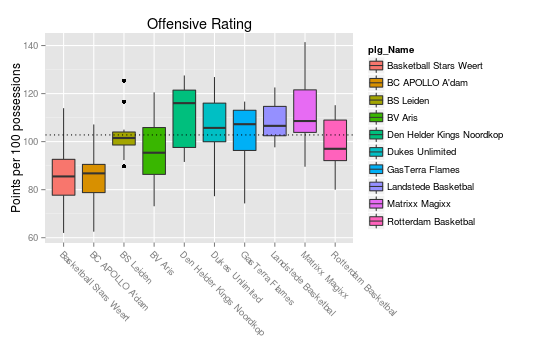 Offensive Rating
Points per 100 possessions
140
120
100
80
60
Basketball Stars Weert
BC APOLLO A'dam
BS Leiden
BV Aris
Den Helder Kings Noordkop
Dukes Unlimited
GasTerra Flames
Landstede Basketbal
Matrixx Magixx
Rotterdam Basketbal
plg_Name
Basketball Stars Weert
BC APOLLO A'dam
BS Leiden
BV Aris
Den Helder Kings Noordkop
Dukes Unlimited
GasTerra Flames
Landstede Basketbal
Matrixx Magixx
Rotterdam Basketbal